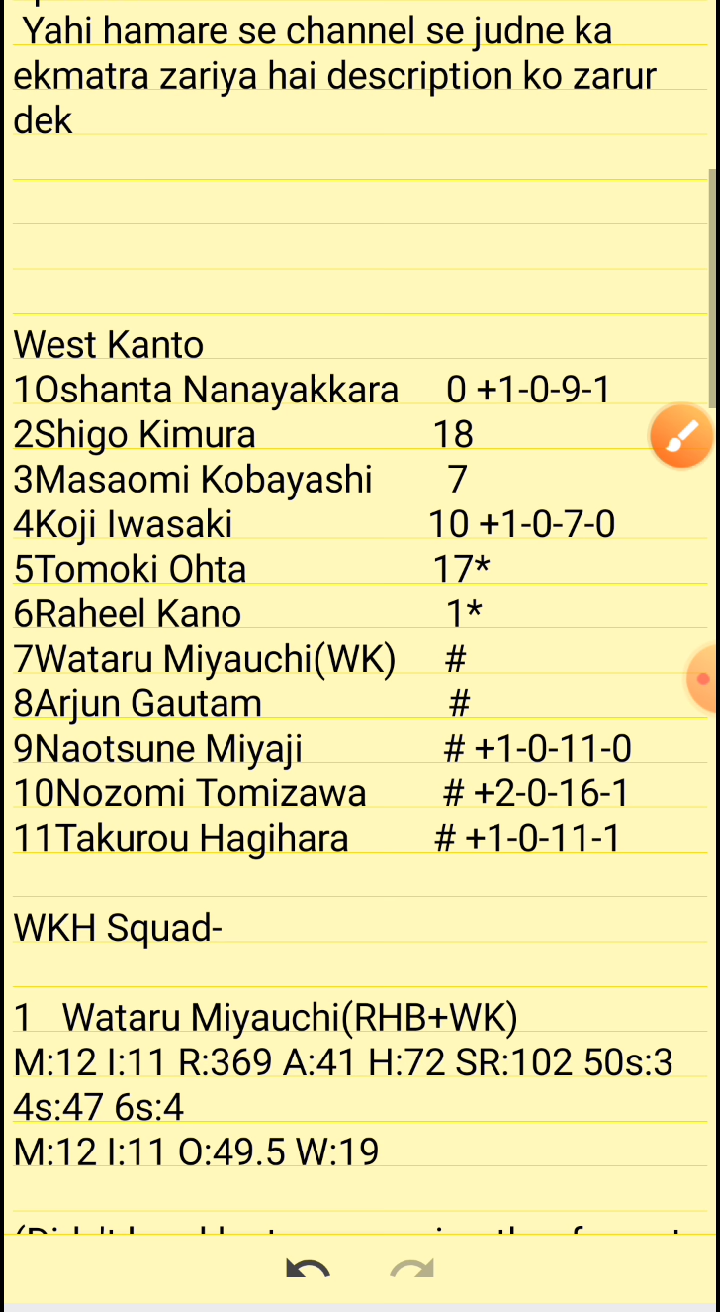 Yahi hamare se channel se judne ka
ekmatra zariya hai description ko zarur
dek
West Kanto
1Oshanta Nanayakkara 0 +1-0-9-1
2Shigo Kimura 18
3Masaomi Kobayashi 7
4Koji Iwasaki 10 +1-0-7-0
5Tomoki Ohta 17*
6Raheel Kano 1*
7Wataru Miyauchi(WK) #
8Arjun Gautam #
9Naotsune Miyaji # +1-0-11-0
10Nozomi Tomizawa # +2-0-16-1
11Takurou Hagihara # +1-0-11-1
WKH Squad-
1 Wataru Miyauchi(RHB+WK)
M:12 I:11 R:369 A:41 H:72 SR:102 50s:3
4s:47 6s:4
M:12 I:11 O:49.5 W:19